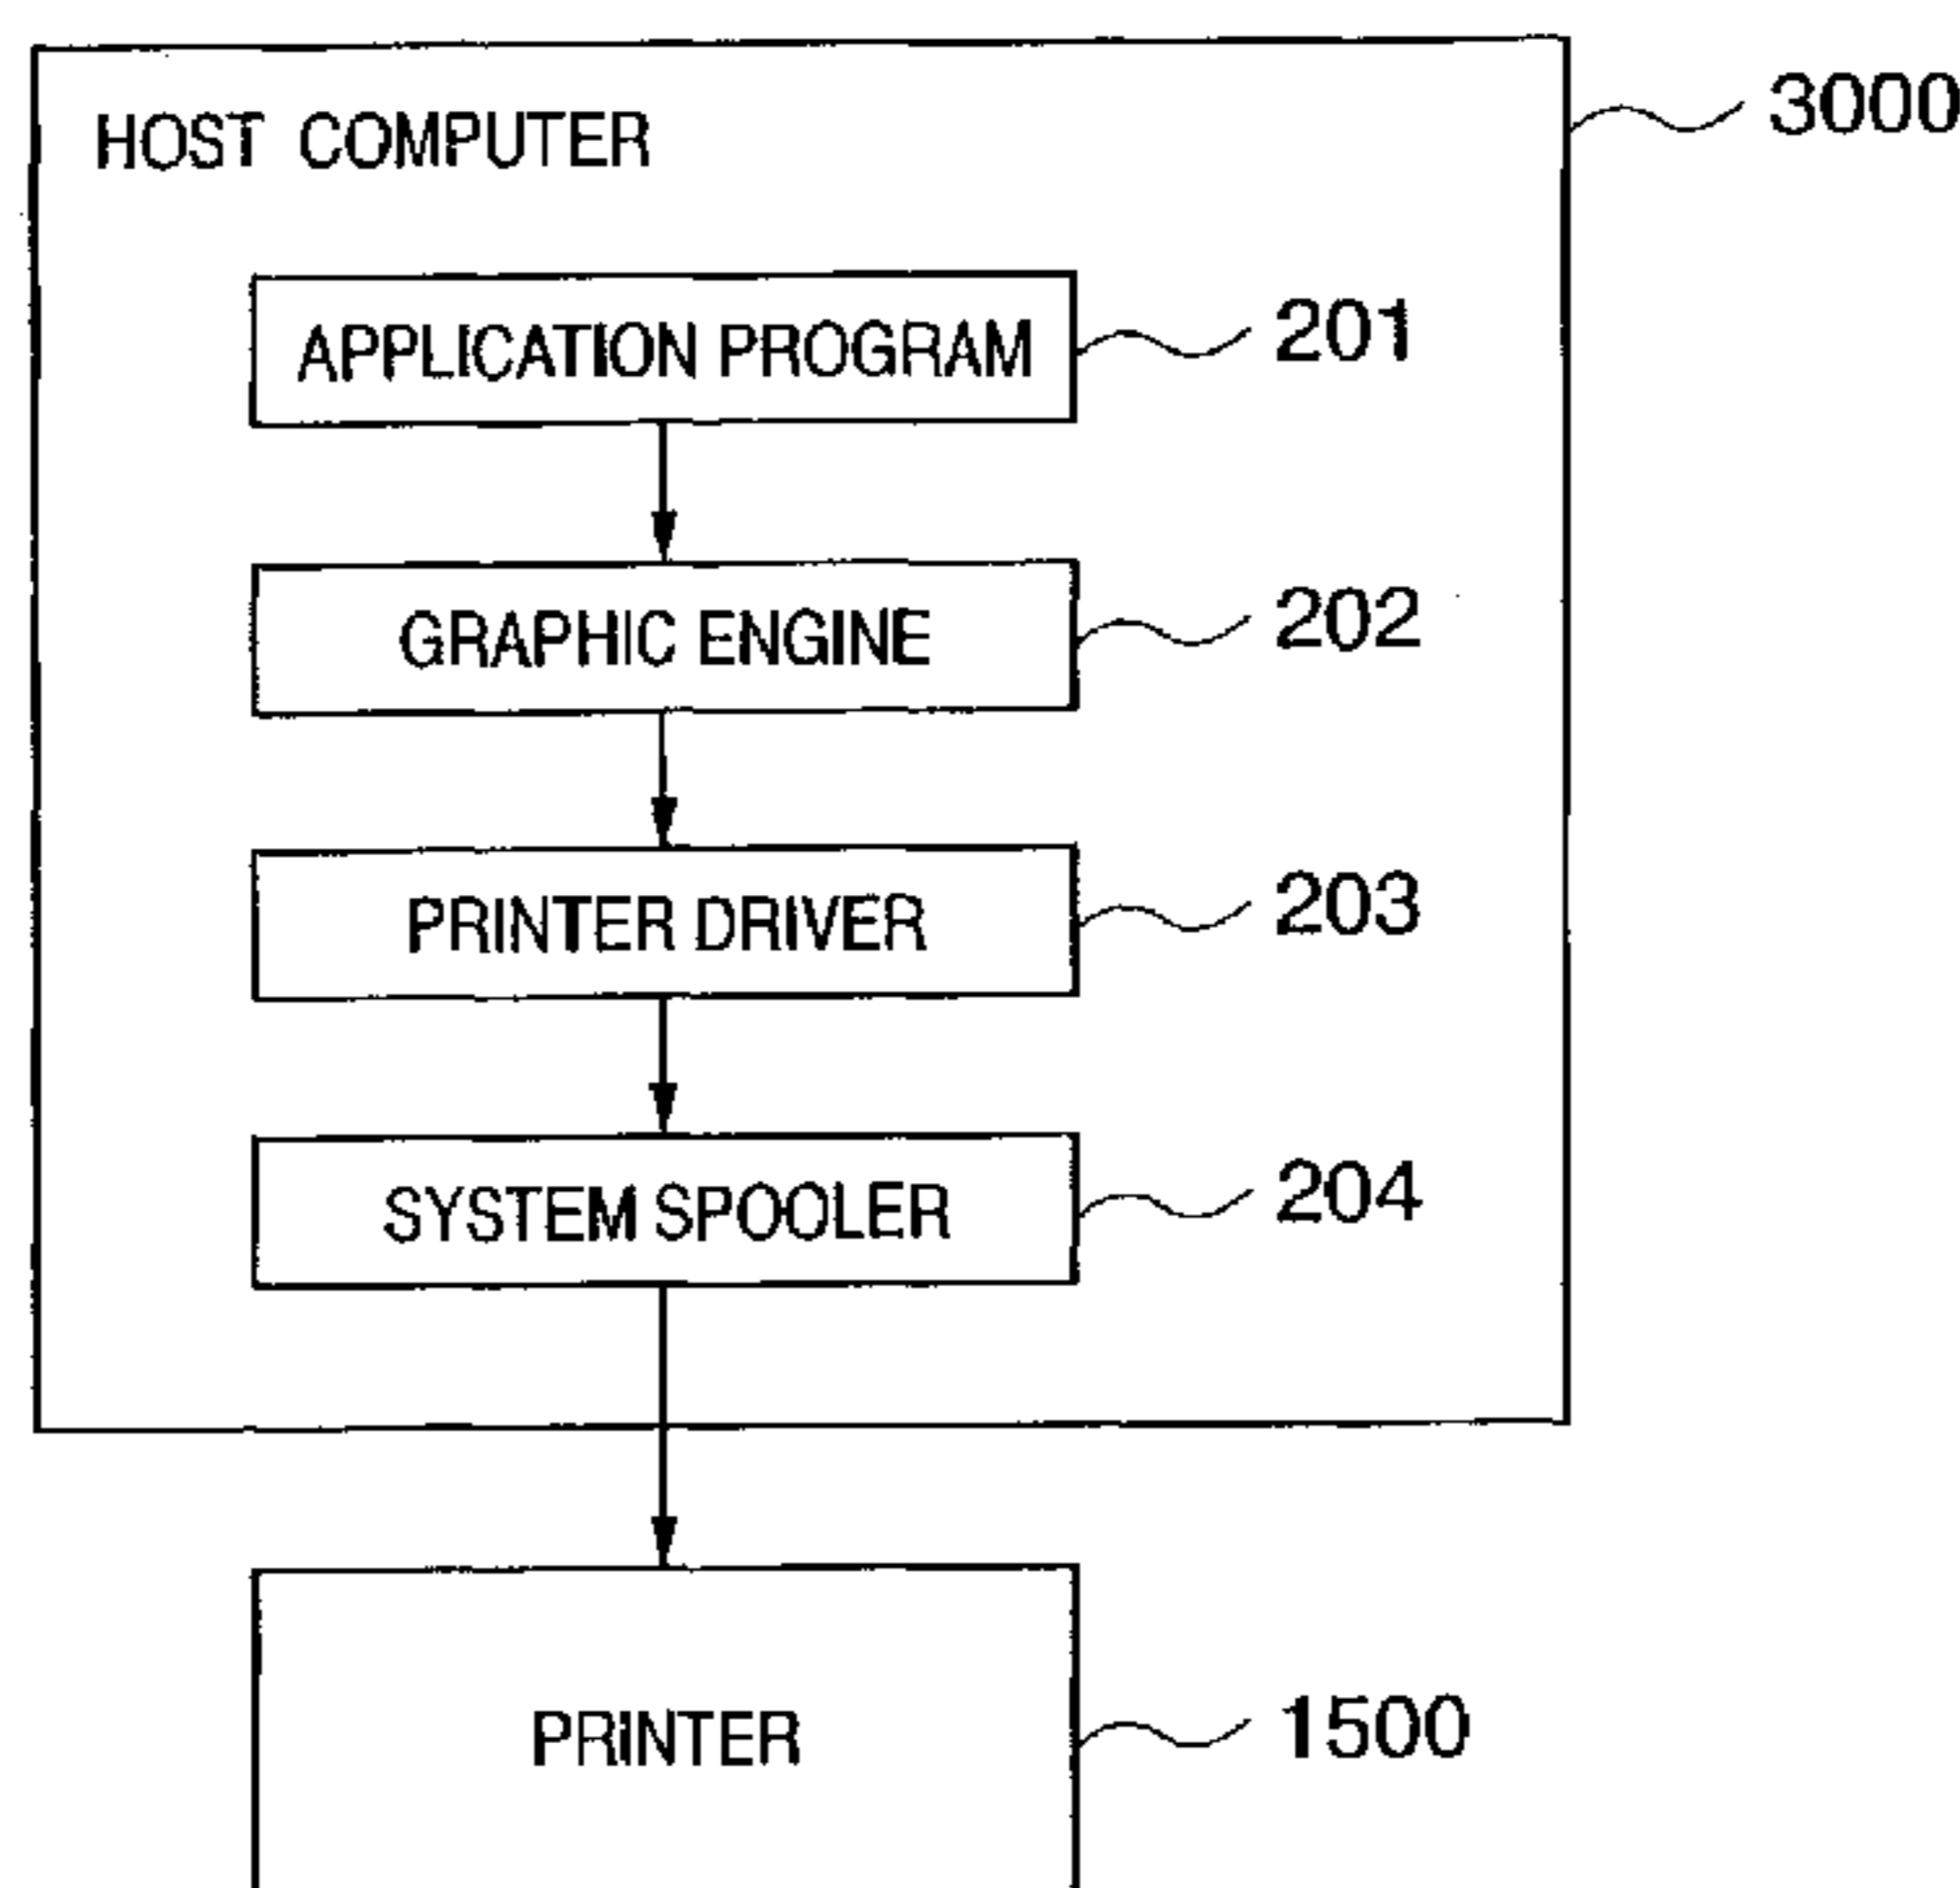 HOST COMPUTER
3000
APPLICATION PROGRAM
201
GRAPHIC ENGINE
202
PRINTER DRIVER
203
SYSTEM SPOOLER
204
PRINTER
1500